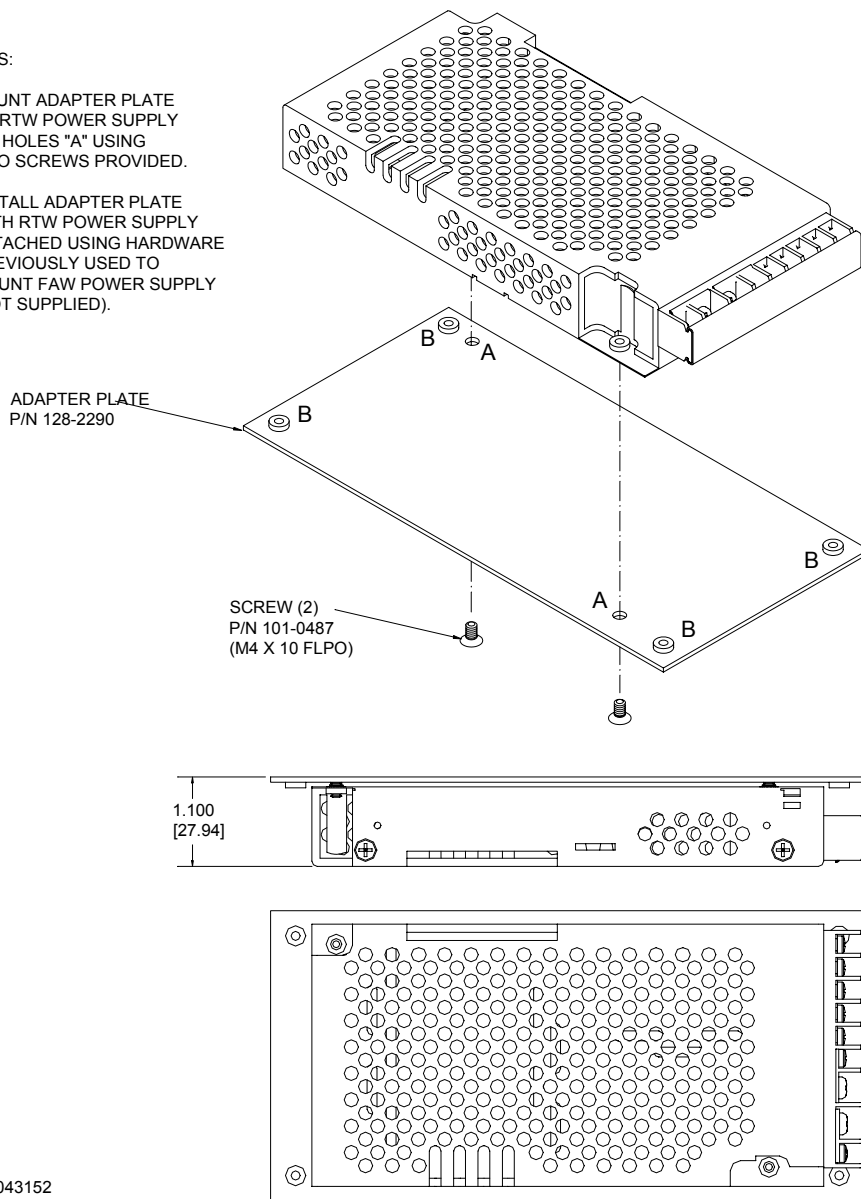 S:
UNT ADAPTER PLATE
RTW POWER SUPPLY
HOLES "A" USING
O SCREWS PROVIDED.
TALL ADAPTER PLATE
TH RTW POWER SUPPLY
TACHED USING HARDWARE
EVIOUSLY USED TO
UNT FAW POWER SUPPLY
OT SUPPLIED).
B
A
B
ADAPTER PLATE
P/N 128-2290
B
A
B
SCREW (2)
P/N 101-0487
(M4 X 10 FLPO)
1.100
[27.94]
043152